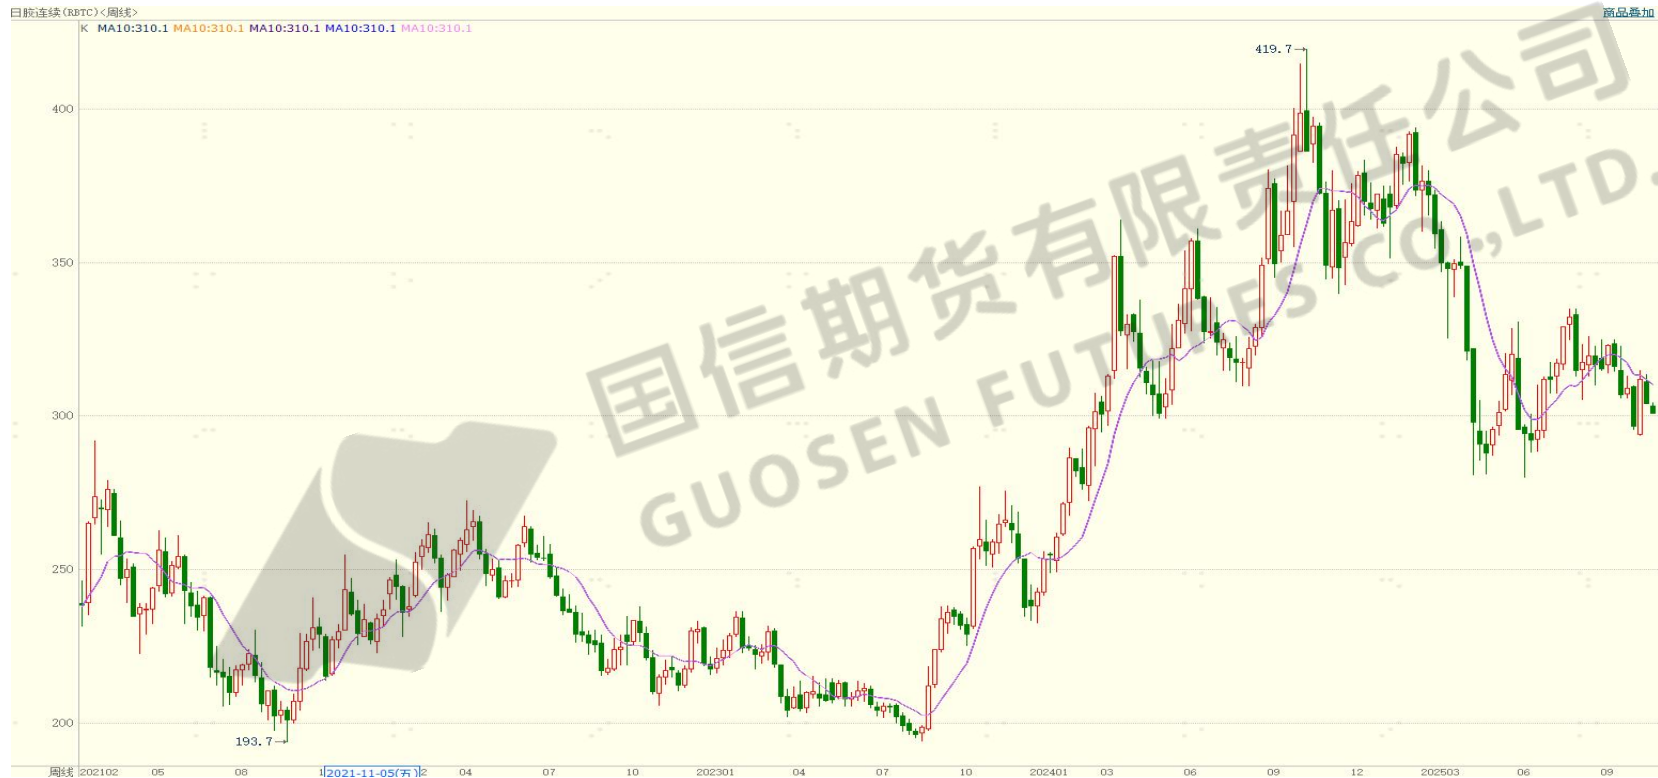 日胶连续(RBTC)<周线>
商品叠加
K MA10:310.1 MA10:310.1 MA10:310.1 MA10:310.1 MA10:310.1
419.7
400
350
300
250
200
193.7
国信期货有限责任公司
GUOSEN FUTURES CO.,LTD.
周线 202102 05 08 1 2021-11-05(五) 2 04 07 10 202301 04 07 10 202401 03 06 09 12 202503 06 09